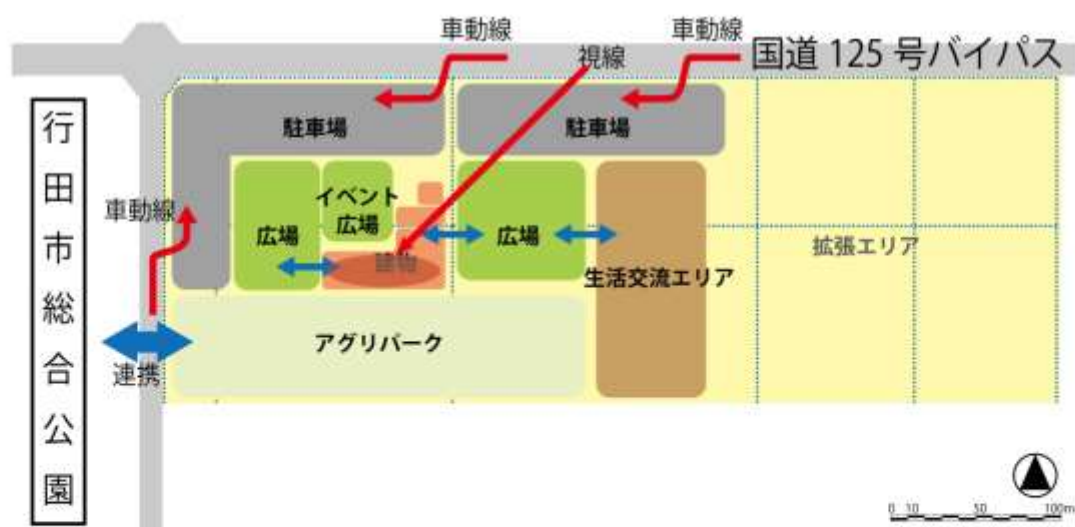 車動線
車動線
視線
国道 125 号バイパス
行田市総合公園
駐車場
駐車場
車動線
イベント
広場
広場
広場
建物
拡張エリア
生活交流エリア
アグリパーク
連携
0 10 50 100m